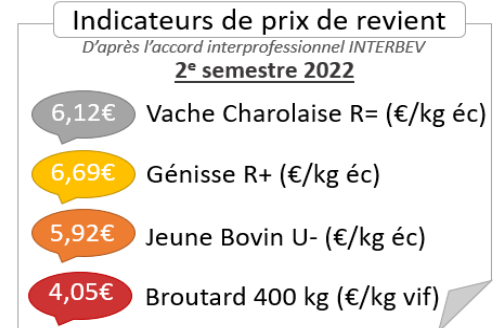 Indicateurs de prix de revient
D'après l'accord interprofessionnel INTERBEV
2e semestre 2022
6,12€ Vache Charolaise R= (€/kg éc)
6,69€ Génisse R+ (€/kg éc)
5,92€ Jeune Bovin U- (€/kg éc)
4,05€ Broutard 400 kg (€/kg vif)